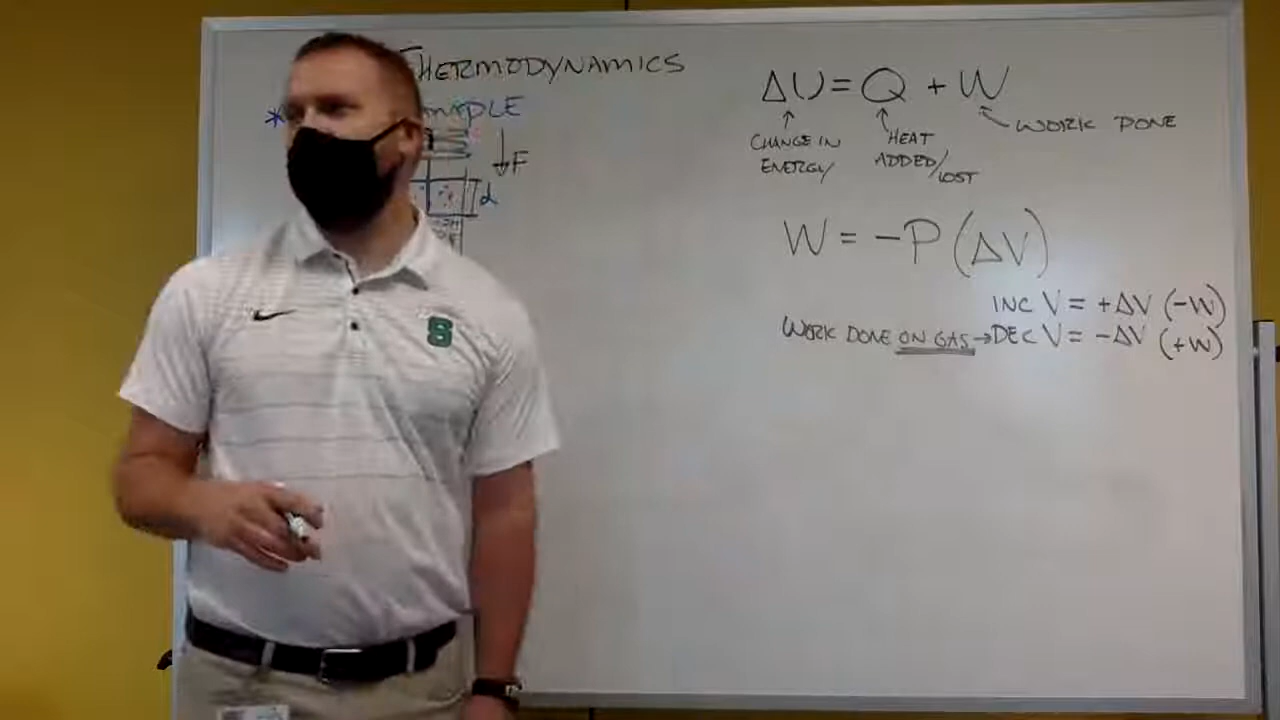 THERMODYNAMICS
*
F
d
ΔU = Q + W
CHANGE IN
ENERGY
HEAT
ADDED/
LOST
WORK DONE
W = -P(ΔV)
INC V = +ΔV (-W)
WORK DONE ON GAS → DEC V = -ΔV (+W)
S